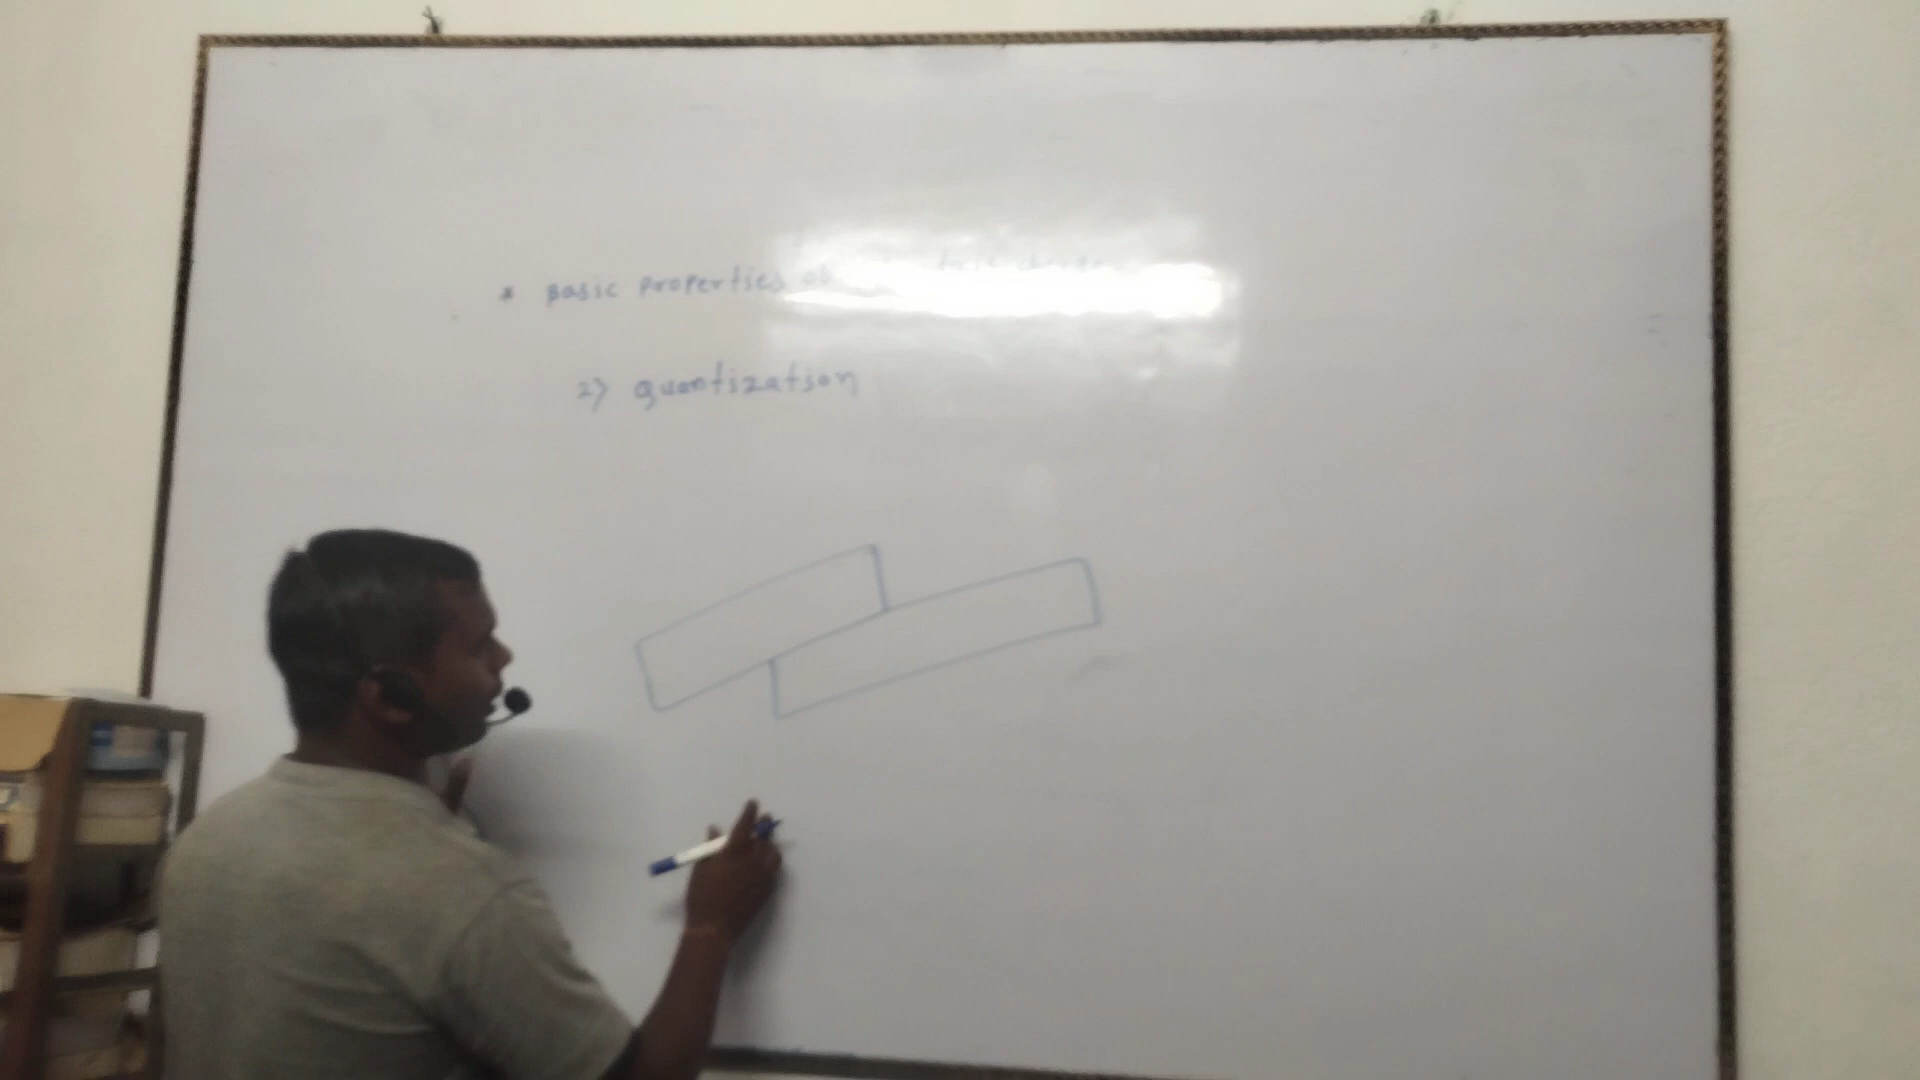 * Basic properties of
2) quantization